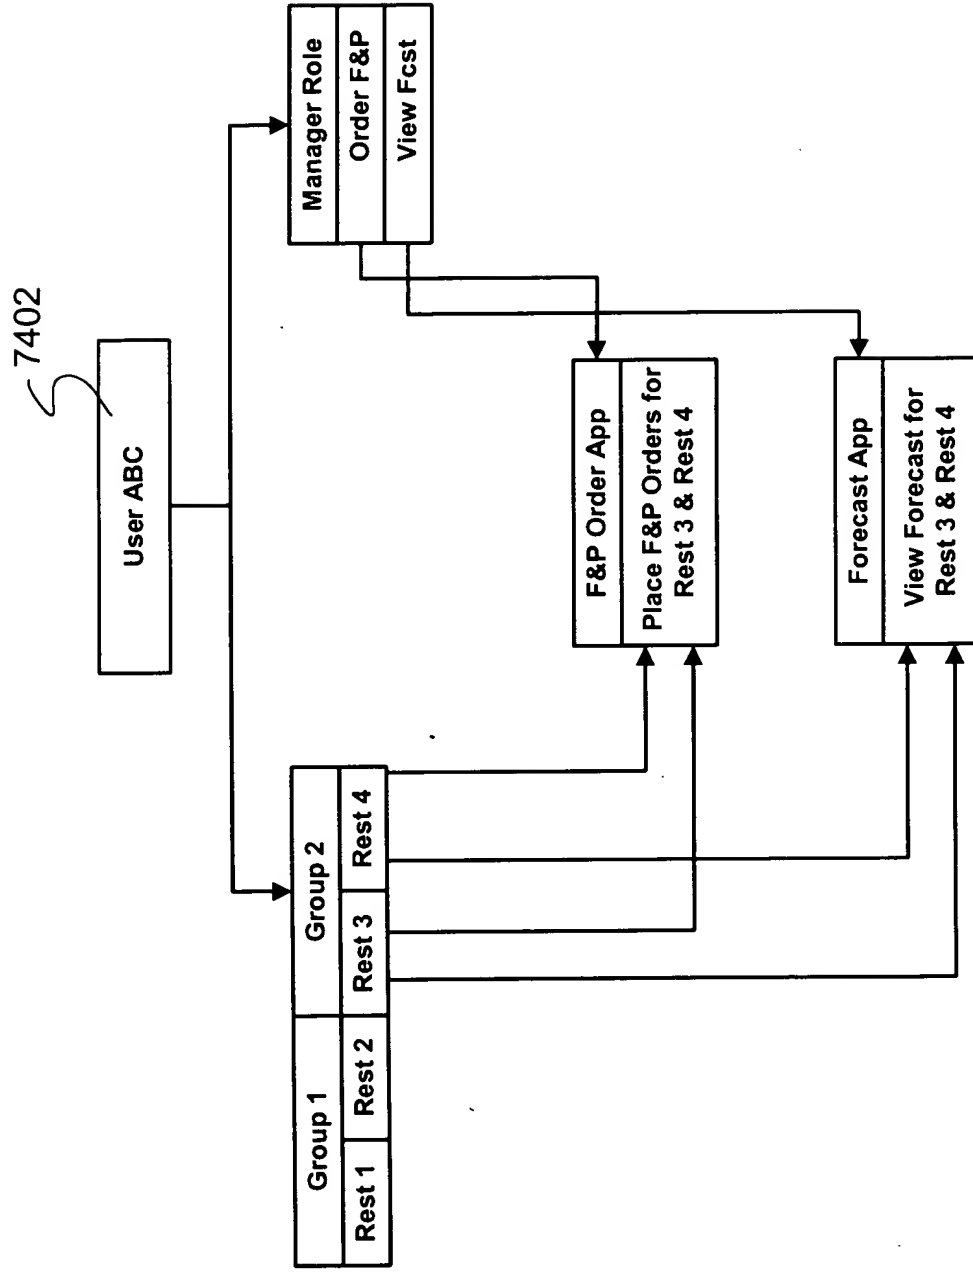 7402
User ABC
Group 1
Group 2
Rest 1
Rest 2
Rest 3
Rest 4
Manager Role
Order F&P
View Fcst
F&P Order App
Place F&P Orders for
Rest 3 & Rest 4
Forecast App
View Forecast for
Rest 3 & Rest 4